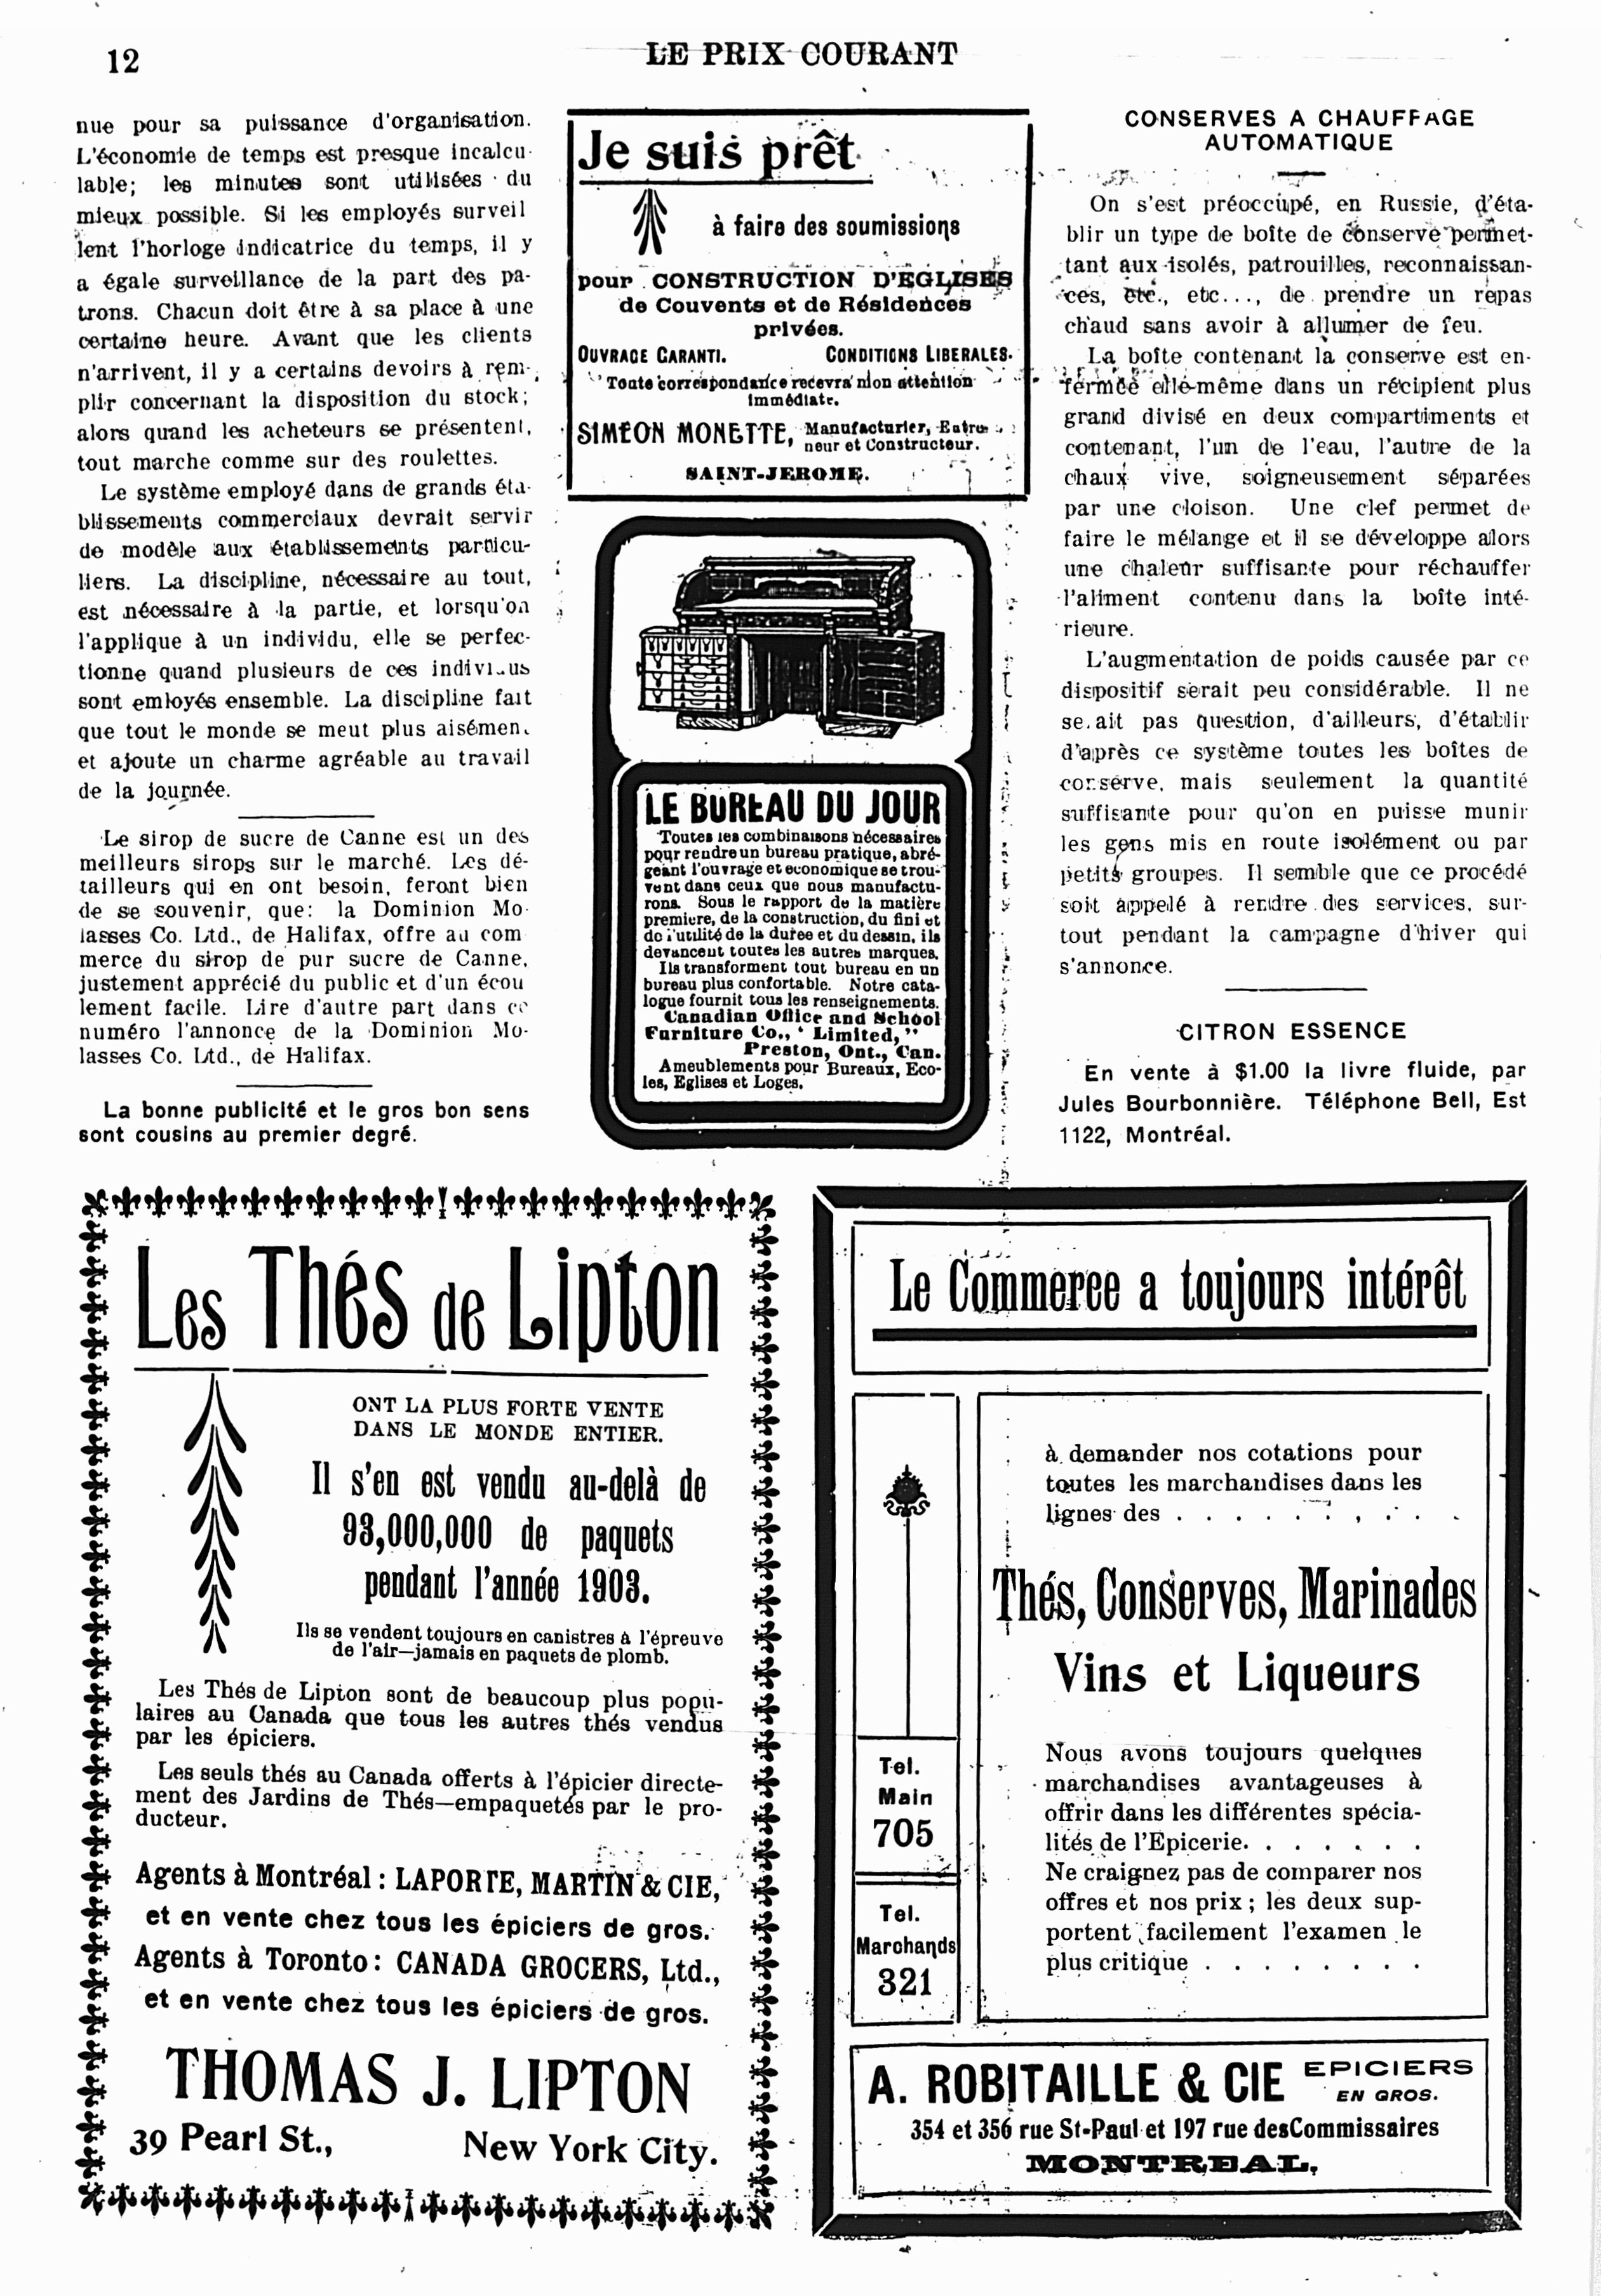 12
LE PRIX COURANT
nue pour sa puissance d'organisation.
L'économie de temps est presque incalcu-
lable; les minutes sont utilisées du
mieux possible. Si les employés surveil
lent l'horloge indicatrice du temps, il y
a égale surveillance de la part des pa-
trons. Chacun doit être à sa place à une
certaine heure. Avant que les clients
n'arrivent, il y a certains devoirs à rem-
plir concernant la disposition du stock;
alors quand les acheteurs se présentent,
tout marche comme sur des roulettes.
Le système employé dans de grands éta-
blissements commerciaux devrait servir
de modèle aux établissements particu-
liers. La discipline, nécessaire au tout,
est nécessaire à la partie, et lorsqu'on
l'applique à un individu, elle se perfec-
tionne quand plusieurs de ces indivi..us
sont emloyés ensemble. La discipline fait
que tout le monde se meut plus aisémen.
et ajoute un charme agréable au travail
de la journée.
Le sirop de sucre de Canne est un des
meilleurs sirops sur le marché. Les dé-
tailleurs qui en ont besoin, feront bien
de se souvenir, que: la Dominion Mo-
lasses Co. Ltd., de Halifax, offre au com
merce du sirop de pur sucre de Canne,
justement apprécié du public et d'un écou
lement facile. Lire d'autre part dans ce
numéro l'annonce de la Dominion Mo-
lasses Co. Ltd., de Halifax.
La bonne publicité et le gros bon sens
sont cousins au premier degré.
Je suis prêt
à faire des soumissions
pour CONSTRUCTION D'EGLISES
de Couvents et de Résidences
privées.
OUVRAGE GARANTI. CONDITIONS LIBERALES.
Toute correspondance recevra mon attention
immédiate.
SIMÉON MONETTE, Manufacturier, Entrepre-
neur et Constructeur.
SAINT-JEROME.
LE BUREAU DU JOUR
Toutes les combinaisons nécessaires
pour rendre un bureau pratique, abré-
geant l'ouvrage et economique se trou-
vent dans ceux que nous manufactu-
rons. Sous le rapport de la matière
premiere, de la construction, du fini et
de l'utilité de la duree et du dessin, ils
devancent toutes les autres marques.
Ils transforment tout bureau en un
bureau plus confortable. Notre cata-
logue fournit tous les renseignements.
Canadian Office and School
Furniture Co., ' Limited,"
Preston, Ont., Can.
Ameublements pour Bureaux, Eco-
les, Eglises et Loges.
CONSERVES A CHAUFFAGE
AUTOMATIQUE
On s'est préoccupé, en Russie, d'éta-
blir un type de boîte de conserve permet-
tant aux isolés, patrouilles, reconnaissan-
ces, etc., etc..., de prendre un repas
chaud sans avoir à allumer de feu.
La boîte contenant la conserve est en-
fermée elle-même dans un récipient plus
grand divisé en deux compartiments et
contenant, l'un de l'eau, l'autre de la
chaux vive, soigneusement séparées
par une cloison. Une clef permet de
faire le mélange et il se développe alors
une chaleur suffisante pour réchauffer
l'aliment contenu dans la boîte inté-
rieure.
L'augmentation de poids causée par ce
dispositif serait peu considérable. Il ne
se.ait pas question, d'ailleurs, d'établir
d'après ce système toutes les boîtes de
conserve, mais seulement la quantité
suffisante pour qu'on en puisse munir
les gens mis en route isolément ou par
petits groupes. Il semble que ce procédé
soit appelé à rendre des services, sur-
tout pendant la campagne d'hiver qui
s'annonce.
CITRON ESSENCE
En vente à $1.00 la livre fluide, par
Jules Bourbonnière. Téléphone Bell, Est
1122, Montréal.
Les Thés de Lipton
ONT LA PLUS FORTE VENTE
DANS LE MONDE ENTIER.
Il s'en est vendu au-delà de
93,000,000 de paquets
pendant l'année 1903.
Ils se vendent toujours en canistres à l'épreuve
de l'air—jamais en paquets de plomb.
Les Thés de Lipton sont de beaucoup plus popu-
laires au Canada que tous les autres thés vendus
par les épiciers.
Les seuls thés au Canada offerts à l'épicier directe-
ment des Jardins de Thés—empaquetés par le pro-
ducteur.
Agents à Montréal : LAPORTE, MARTIN & CIE,
et en vente chez tous les épiciers de gros.
Agents à Toronto : CANADA GROCERS, Ltd.,
et en vente chez tous les épiciers de gros.
THOMAS J. LIPTON
39 Pearl St., New York City.
Le Commerce a toujours intérêt
à demander nos cotations pour
toutes les marchandises dans les
lignes des . . . . . . . . . .
Thés, Conserves, Marinades
Vins et Liqueurs
Nous avons toujours quelques
marchandises avantageuses à
offrir dans les différentes spécia-
lités de l'Epicerie. . . . . . .
Ne craignez pas de comparer nos
offres et nos prix ; les deux sup-
portent facilement l'examen le
plus critique . . . . . . . .
Tel.
Main
705
Tel.
Marchands
321
A. ROBITAILLE & CIE EPICIERS
EN GROS.
354 et 356 rue St-Paul et 197 rue des Commissaires
MONTREAL,